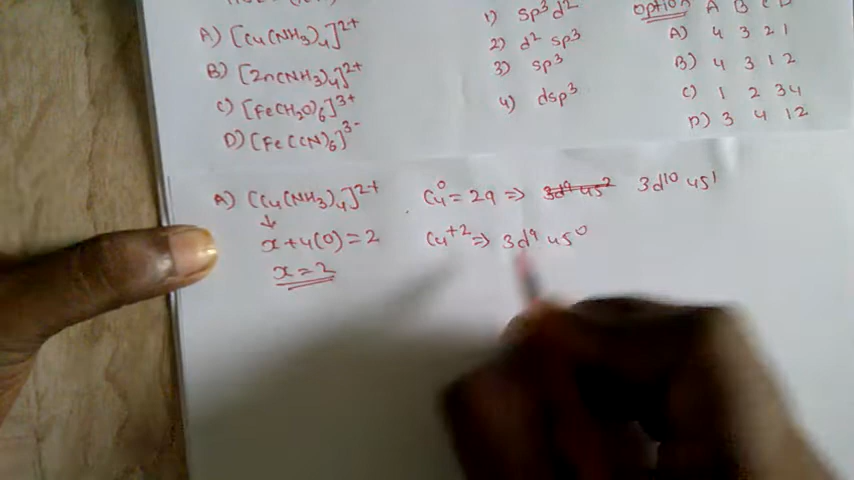 A) [Cu(NH3)4]2+
B) [Zn(NH3)4]2+
C) [Fe(H2O)6]3+
D) [Fe(CN)6]3-
1) sp3d2
2) d2 sp3
3) sp3
4) dsp3
option A B C D
A) 4 3 2 1
B) 4 3 1 2
C) 1 2 3 4
D) 3 4 1 2
A) [Cu(NH3)4]2+ Cu0 = 29 ⇒ 3d9 4s2 3d10 4s1
↓
x+4(0)=2 Cu+2 ⇒ 3d9 4s0
x=2